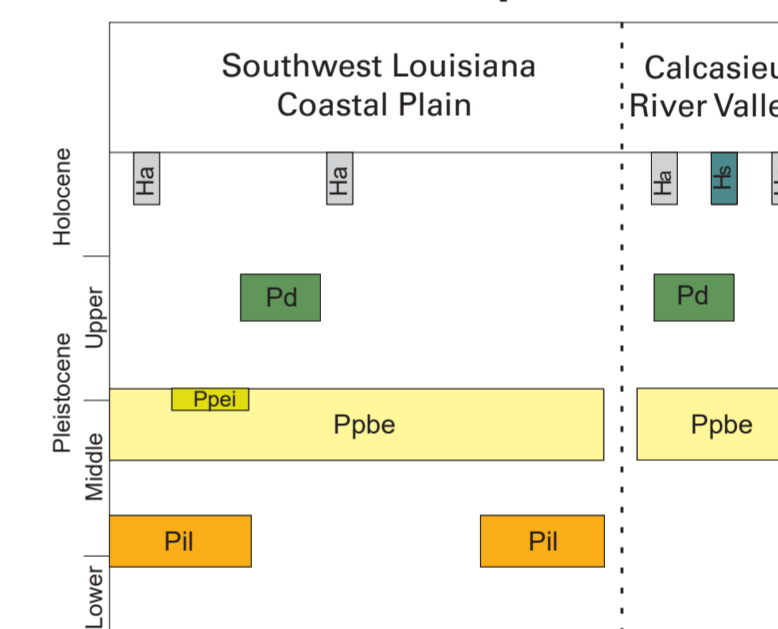 Southwest Louisiana
Coastal Plain
Calcasieu
River Valle
Holocene
Ha
Ha
Ha
Hs
Pleistocene
Upper
Pd
Pd
Ppei
Ppbe
Ppbe
Middle
Pil
Pil
Lower